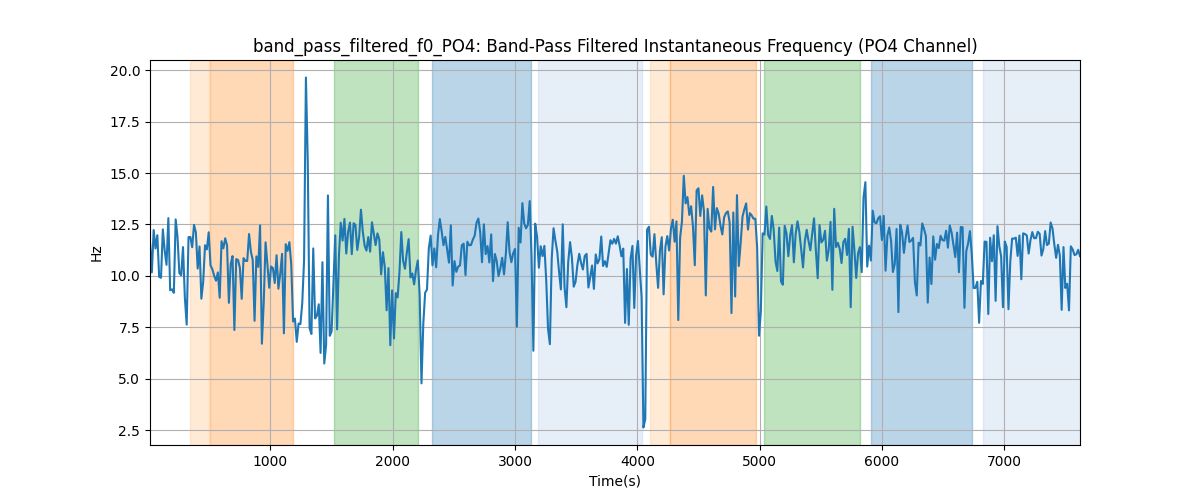 band_pass_filtered_f0_PO4: Band-Pass Filtered Instantaneous Frequency (PO4 Channel)
20.0
17.5
15.0
12.5
10.0
7.5
5.0
2.5
Hz
1000 2000 3000 4000 5000 6000 7000
Time(s)